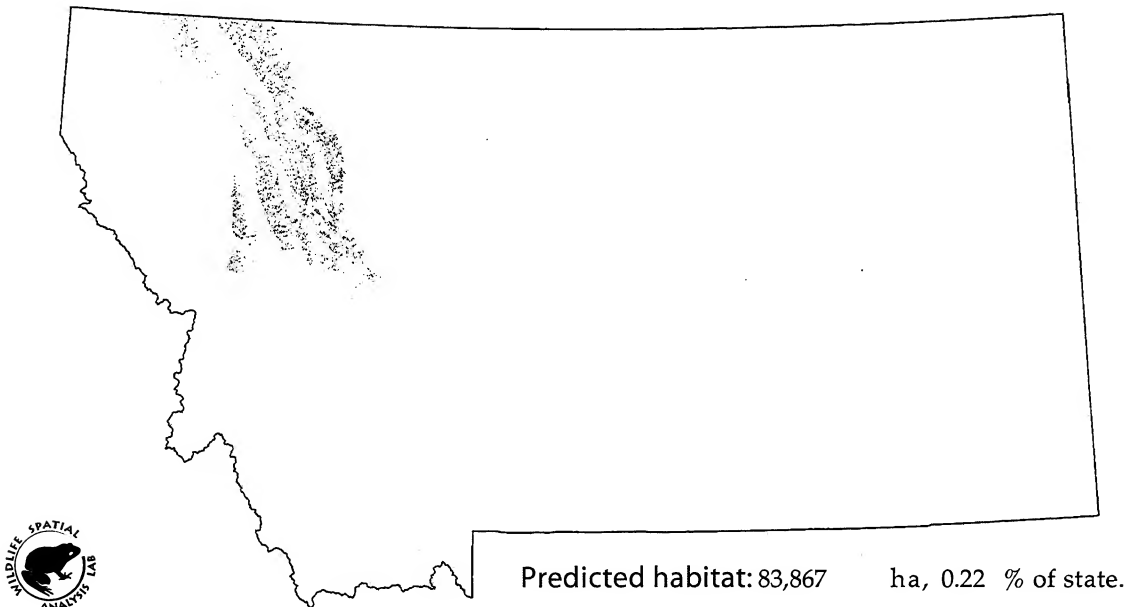 WILDLIFE SPATIAL ANALYSIS LAB
Predicted habitat: 83,867 ha, 0.22 % of state.